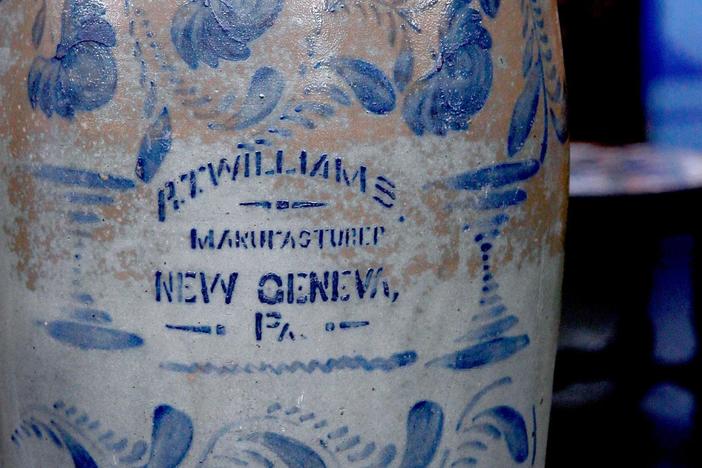 R.T.WILLIAMS.
MANUFACTURER
NEW GENEVA,
PA.